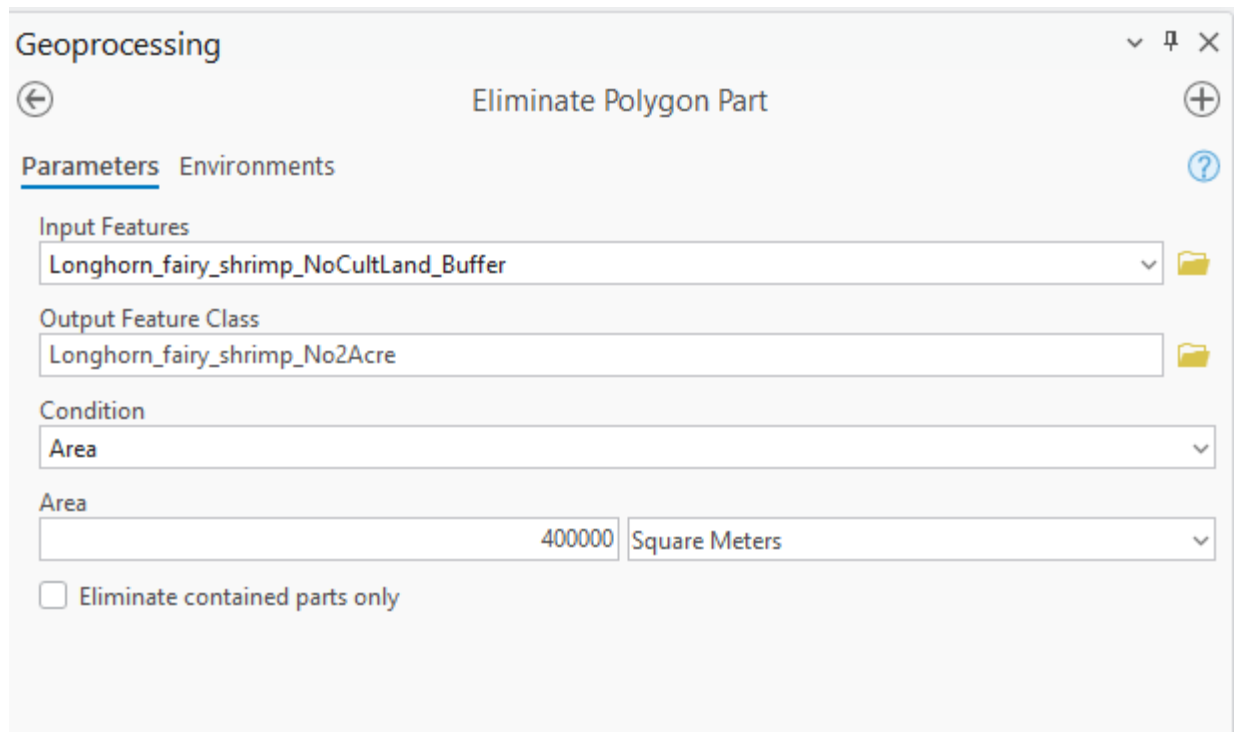 Geoprocessing
Eliminate Polygon Part
Parameters Environments
Input Features
Longhorn_fairy_shrimp_NoCultLand_Buffer
Output Feature Class
Longhorn_fairy_shrimp_No2Acre
Condition
Area
Area
400000 Square Meters
Eliminate contained parts only